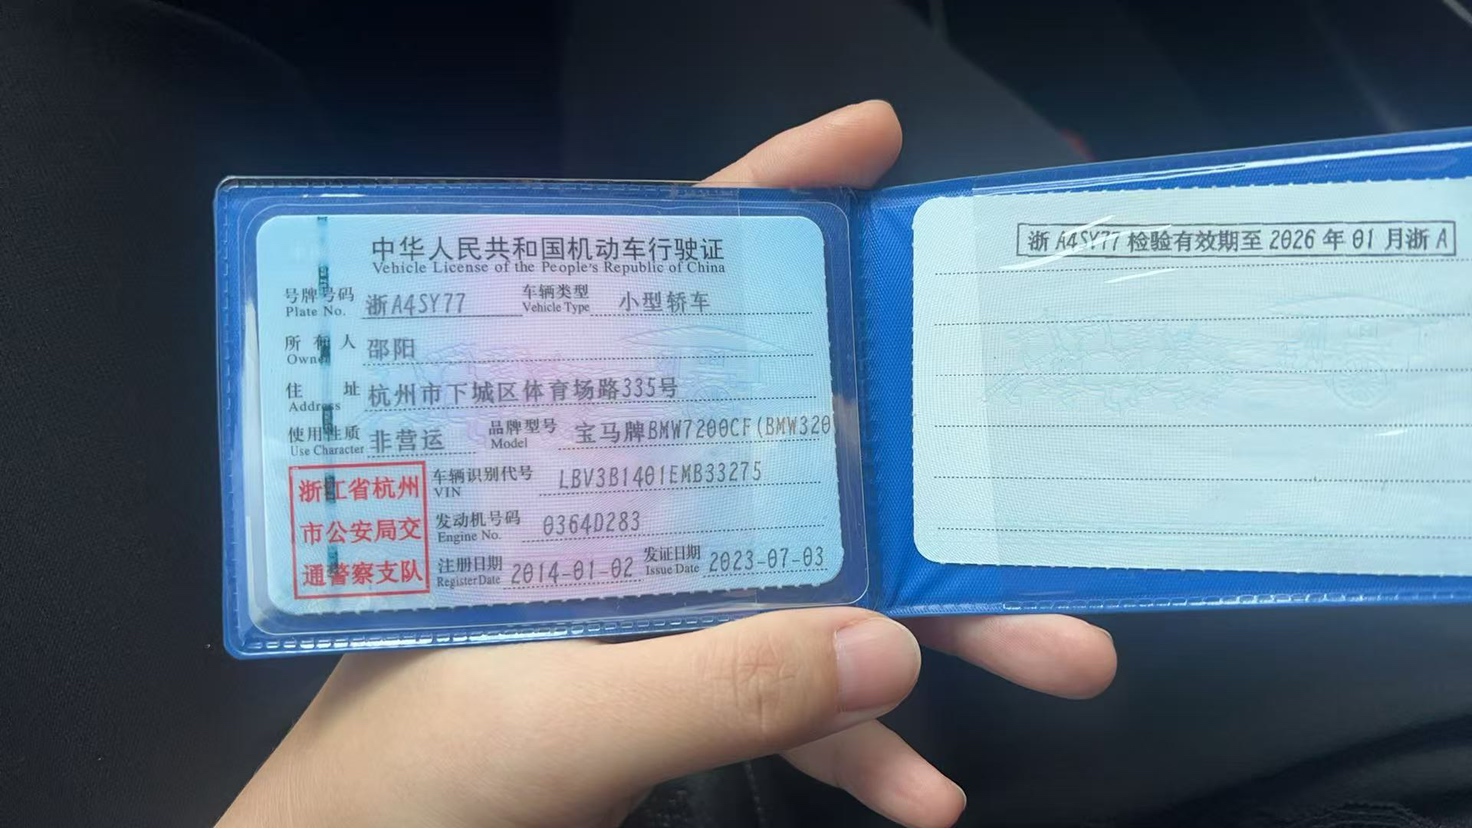 中华人民共和国机动车行驶证
Vehicle License of the People's Republic of China
号牌号码 浙A4SY77 车辆类型 小型轿车
Plate No. Vehicle Type
所有人 邵阳
Owner
住址 杭州市下城区体育场路335号
Address
使用性质 非营运 品牌型号 宝马牌BMW7200CF(BMW320
Use Character Model
浙江省杭州
市公安局交
通警察支队
车辆识别代号 LBV3B1401EMB33275
VIN
发动机号码 0364D283
Engine No.
注册日期 2014-01-02 发证日期 2023-07-03
Register Date Issue Date
浙A4SY77 检验有效期至 2026 年 01 月浙 A